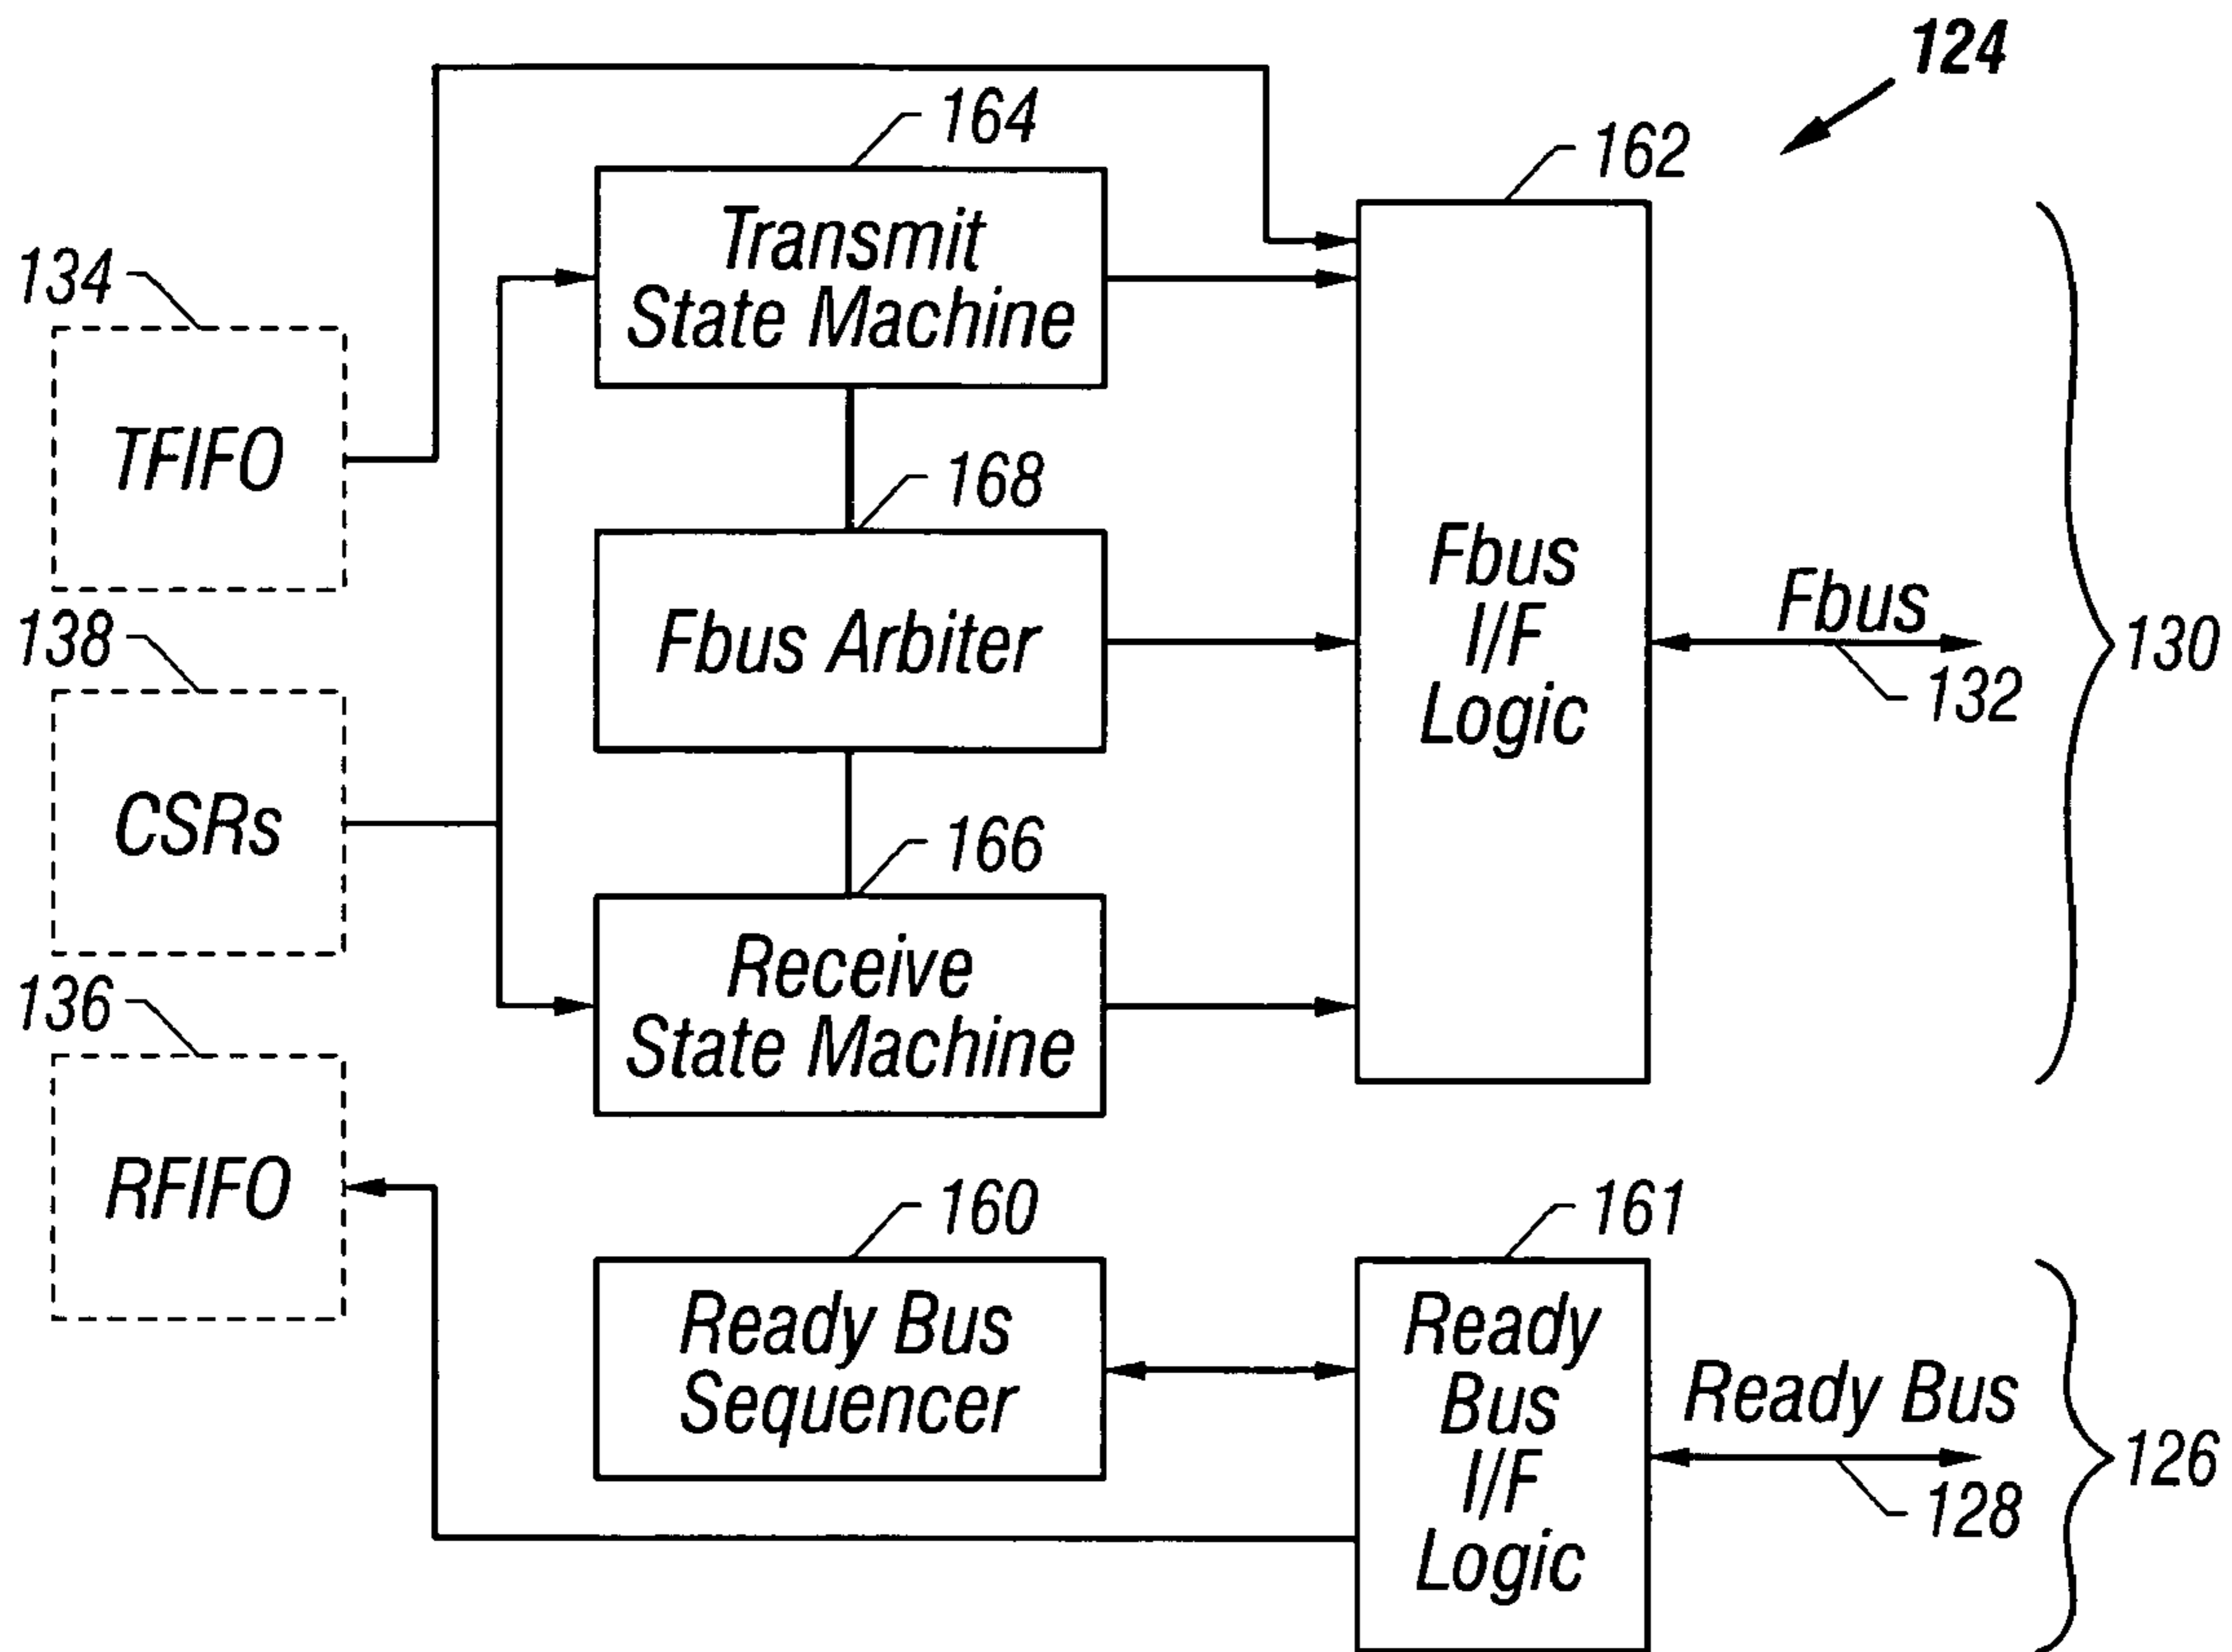 124
164
162
Transmit
State Machine
134
TFIFO
168
Fbus Arbiter
Fbus
I/F
Logic
Fbus
132
130
138
CSRs
166
Receive
State Machine
136
RFIFO
160
Ready Bus
Sequencer
161
Ready
Bus
I/F
Logic
Ready Bus
128
126